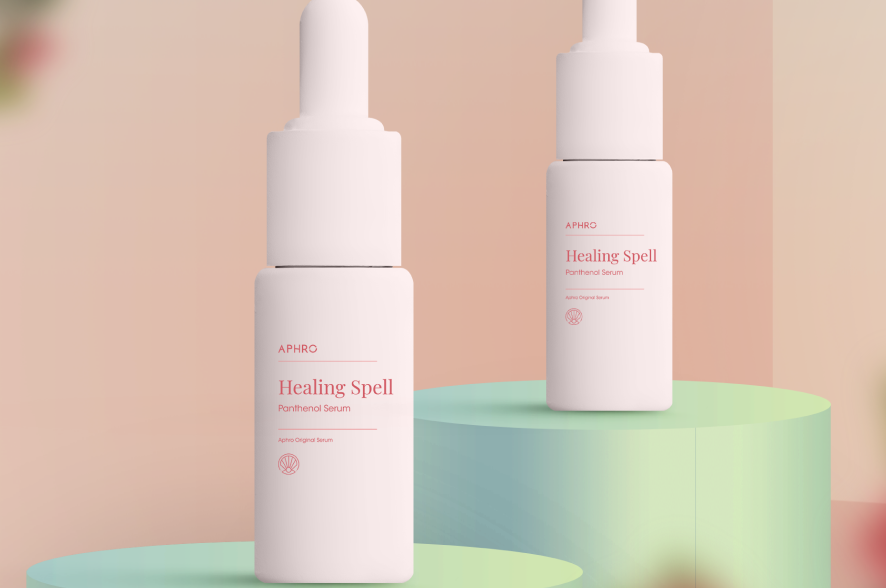 APHRO
Healing Spell
Panthenol Serum
Aphro Original Serum
APHRO
Healing Spell
Panthenol Serum
Aphro Original Serum